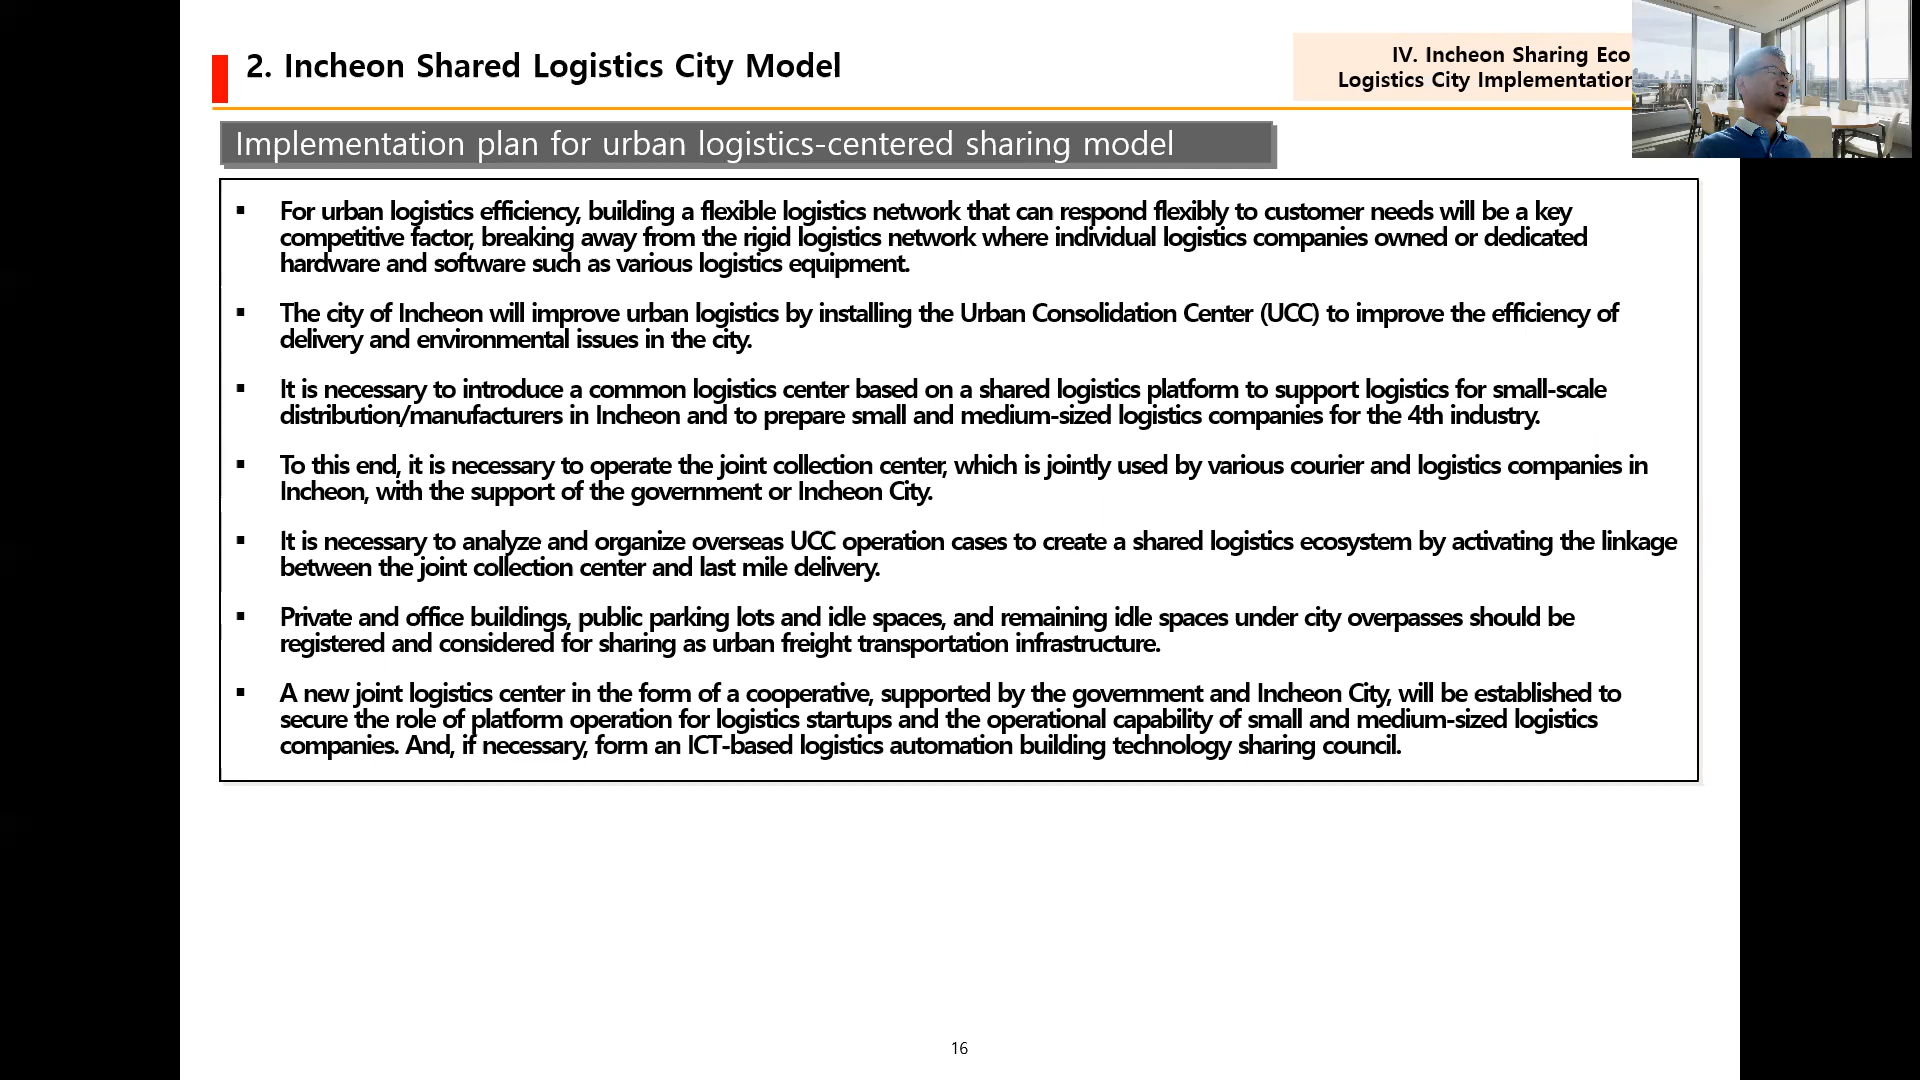 2. Incheon Shared Logistics City Model
IV. Incheon Sharing Eco
Logistics City Implementation
Implementation plan for urban logistics-centered sharing model
▪ For urban logistics efficiency, building a flexible logistics network that can respond flexibly to customer needs will be a key
competitive factor, breaking away from the rigid logistics network where individual logistics companies owned or dedicated
hardware and software such as various logistics equipment.
▪ The city of Incheon will improve urban logistics by installing the Urban Consolidation Center (UCC) to improve the efficiency of
delivery and environmental issues in the city.
▪ It is necessary to introduce a common logistics center based on a shared logistics platform to support logistics for small-scale
distribution/manufacturers in Incheon and to prepare small and medium-sized logistics companies for the 4th industry.
▪ To this end, it is necessary to operate the joint collection center, which is jointly used by various courier and logistics companies in
Incheon, with the support of the government or Incheon City.
▪ It is necessary to analyze and organize overseas UCC operation cases to create a shared logistics ecosystem by activating the linkage
between the joint collection center and last mile delivery.
▪ Private and office buildings, public parking lots and idle spaces, and remaining idle spaces under city overpasses should be
registered and considered for sharing as urban freight transportation infrastructure.
▪ A new joint logistics center in the form of a cooperative, supported by the government and Incheon City, will be established to
secure the role of platform operation for logistics startups and the operational capability of small and medium-sized logistics
companies. And, if necessary, form an ICT-based logistics automation building technology sharing council.
16